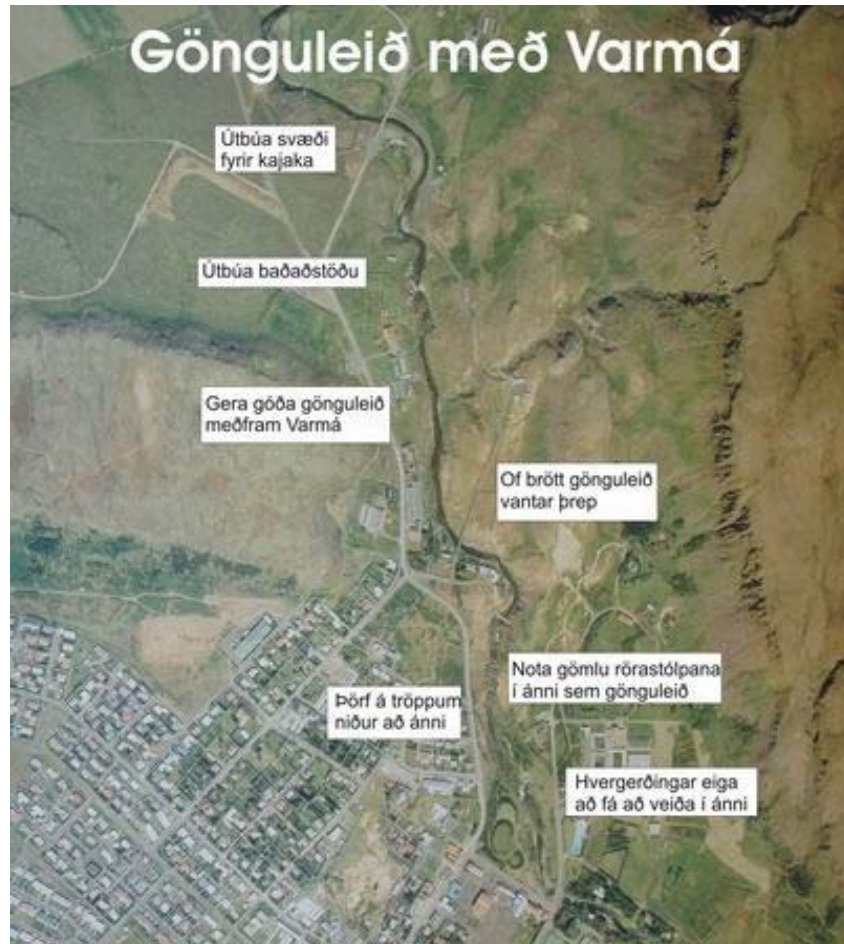 Gönguleið með Varmá
Útbúa svæði
fyrir kajaka
Útbúa baðaðstöðu
Gera góða gönguleið
meðfram Varmá
Of brött gönguleið
vantar þrep
Nota gömlu rörastólpana
í ánni sem gönguleið
Þörf á tröppum
niður að ánni
Hvergerðingar eiga
að fá að veiða í ánni